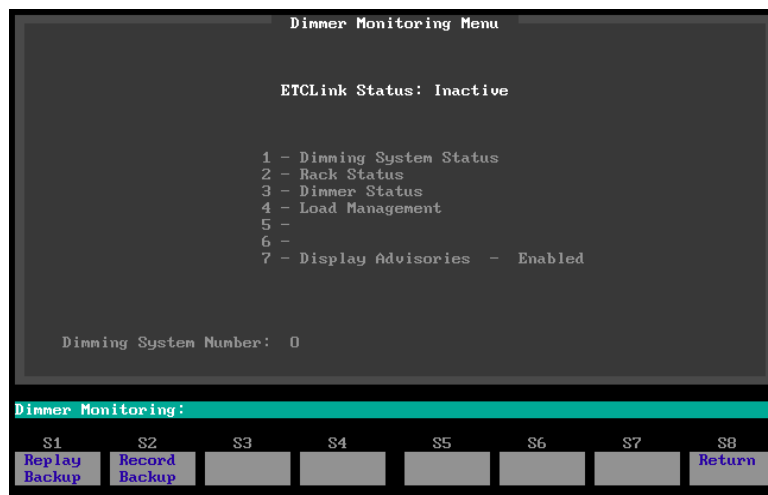 Dimmer Monitoring Menu
ETCLink Status: Inactive
1 - Dimming System Status
2 - Rack Status
3 - Dimmer Status
4 - Load Management
5 -
6 -
7 - Display Advisories - Enabled
Dimming System Number: 0
Dimmer Monitoring:
S1 S2 S3 S4 S5 S6 S7 S8
Replay Record Return
Backup Backup